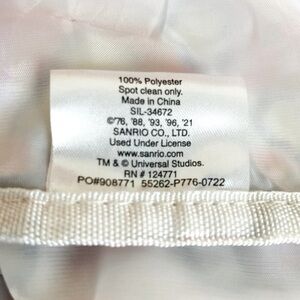 100% Polyester
Spot clean only.
Made in China
SIL-34672
©'76, '88, '93, '96, '21
SANRIO CO., LTD.
Used Under License
www.sanrio.com
TM & © Universal Studios.
RN # 124771
PO#908771 55262-P776-0722